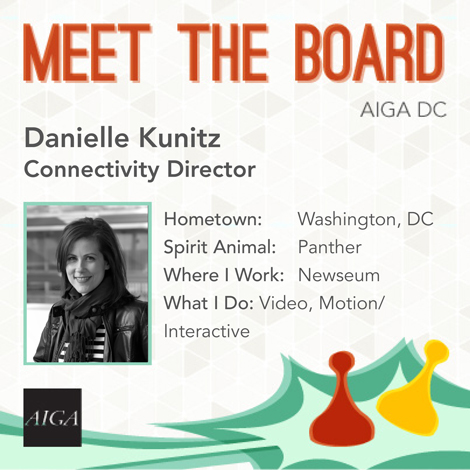 MEET THE BOARD
AIGA DC
Danielle Kunitz
Connectivity Director
Hometown: Washington, DC
Spirit Animal: Panther
Where I Work: Newseum
What I Do: Video, Motion/
Interactive
AIGA